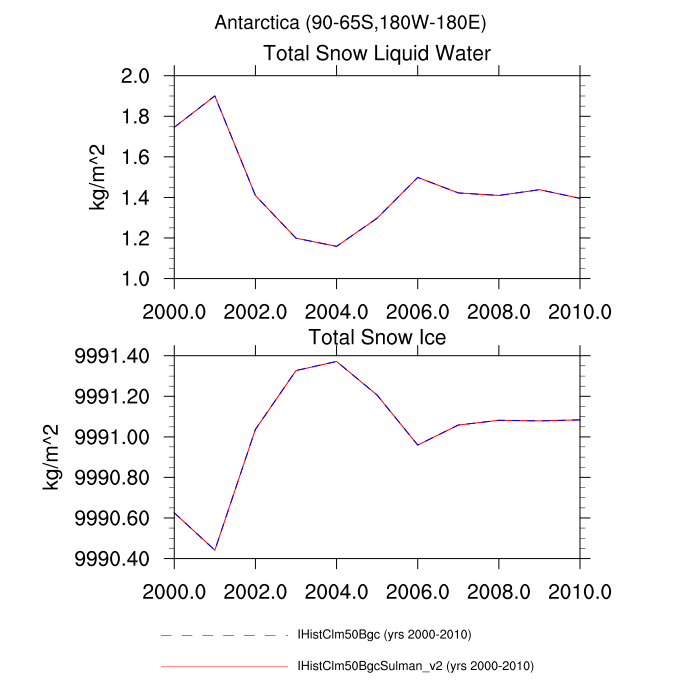 Antarctica (90-65S,180W-180E)
Total Snow Liquid Water
2.0
1.8
1.6
1.4
1.2
1.0
kg/m^2
2000.0 2002.0 2004.0 2006.0 2008.0 2010.0
Total Snow Ice
9991.40
9991.20
9991.00
9990.80
9990.60
9990.40
kg/m^2
2000.0 2002.0 2004.0 2006.0 2008.0 2010.0
IHistClm50Bgc (yrs 2000-2010)
IHistClm50BgcSulman_v2 (yrs 2000-2010)